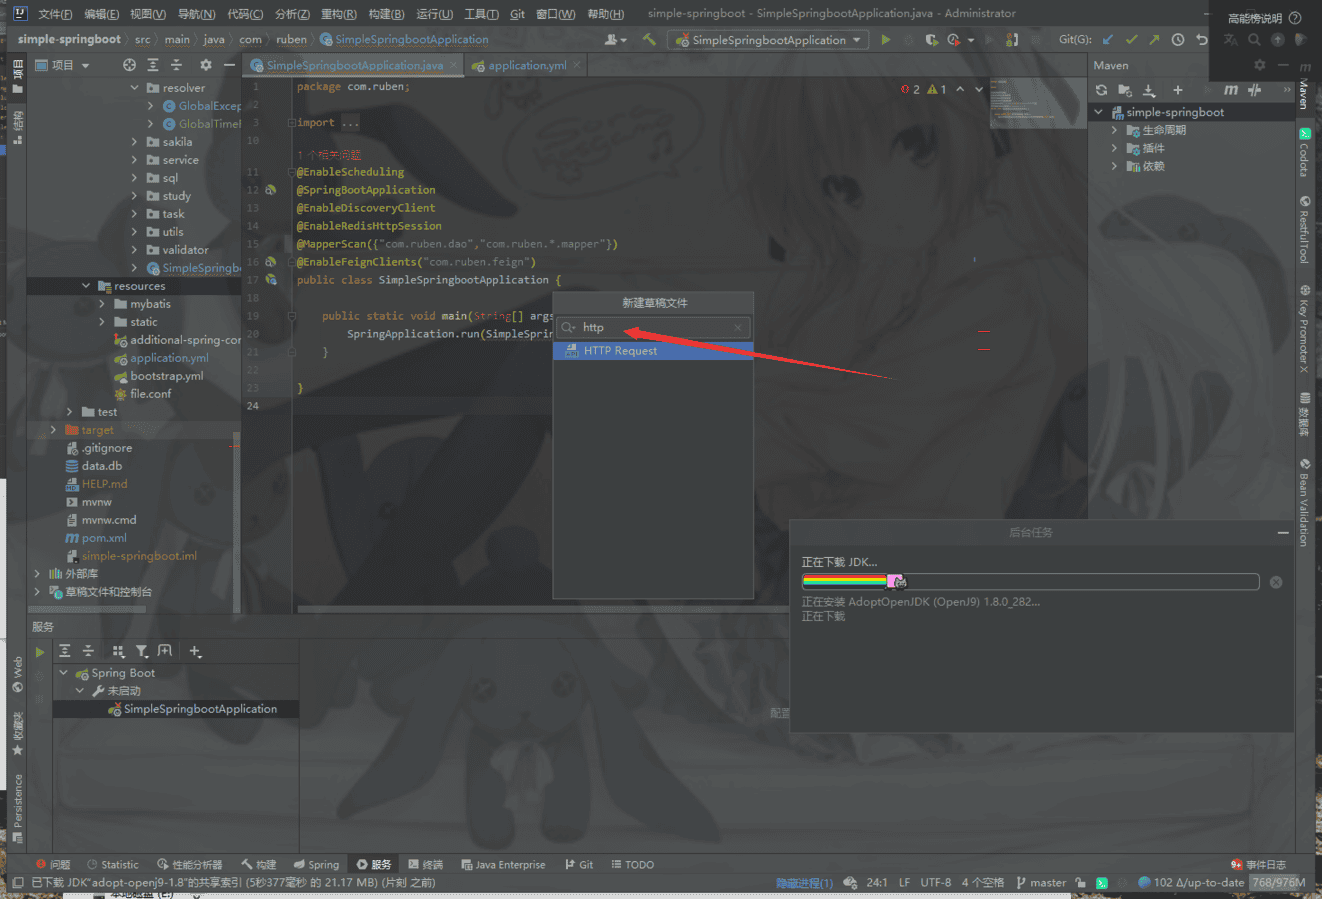 文件(F) 编辑(E) 视图(V) 导航(N) 代码(C) 分析(Z) 重构(R) 构建(B) 运行(U) 工具(T) Git 窗口(W) 帮助(H) simple-springboot - SimpleSpringbootApplication.java - Administrator
高能榜说明
simple-springboot src main java com ruben SimpleSpringbootApplication
SimpleSpringbootApplication Git(G):
项目
SimpleSpringbootApplication.java application.yml
Maven
项目
结构
resolver
GlobalExcep
GlobalTimeF
sakila
service
sql
study
task
utils
validator
SimpleSpringb
resources
mybatis
static
additional-spring-cor
application.yml
bootstrap.yml
file.conf
test
target
.gitignore
data.db
HELP.md
mvnw
mvnw.cmd
pom.xml
simple-springboot.iml
外部库
草稿文件和控制台
1 package com.ruben;
2
3 import ...
10
1 个相关问题
11 @EnableScheduling
12 @SpringBootApplication
13 @EnableDiscoveryClient
14 @EnableRedisHttpSession
15 @MapperScan({"com.ruben.dao","com.ruben.*.mapper"})
16 @EnableFeignClients("com.ruben.feign")
17 public class SimpleSpringbootApplication {
18
19 public static void main(String[] args
20 SpringApplication.run(SimpleSprin
21 }
22
23 }
24
2 1
新建草稿文件
http
HTTP Request
simple-springboot
生命周期
插件
依赖
Maven
Codota
RestfulTool
Key Promoter X
数据库
Bean Validation
后台任务
正在下载 JDK...
正在安装 AdoptOpenJDK (OpenJ9) 1.8.0_282...
正在下载
服务
Spring Boot
未启动
SimpleSpringbootApplication
配置
Web
收藏夹
Persistence
问题 Statistic 性能分析器 构建 Spring 服务 终端 Java Enterprise Git TODO
9+ 事件日志
已下载 JDK"adopt-openj9-1.8"的共享索引 (5秒377毫秒 的 21.17 MB) (片刻 之前)
隐藏进程(1) 24:1 LF UTF-8 4 个空格 master 102 Δ/up-to-date 768/976M